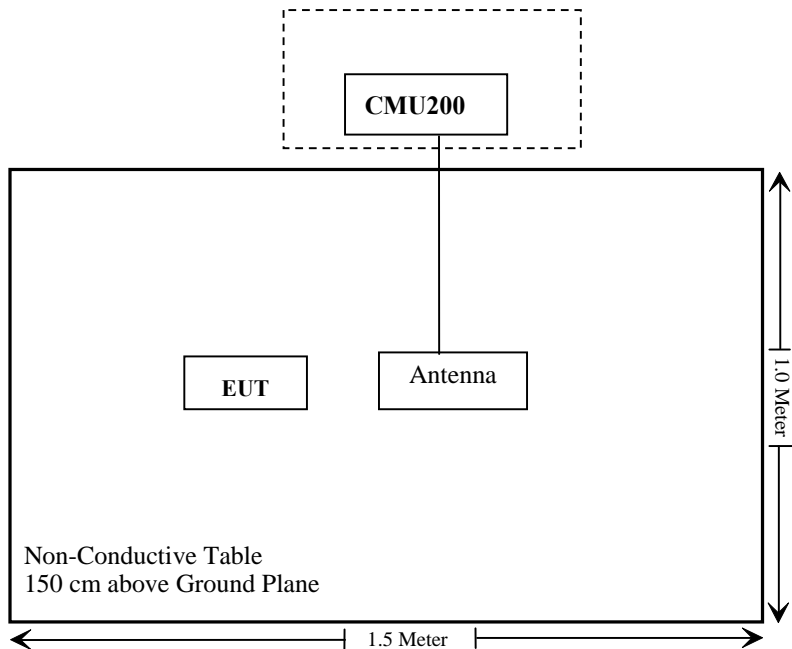 CMU200
EUT
Antenna
1.0 Meter
Non-Conductive Table
150 cm above Ground Plane
1.5 Meter